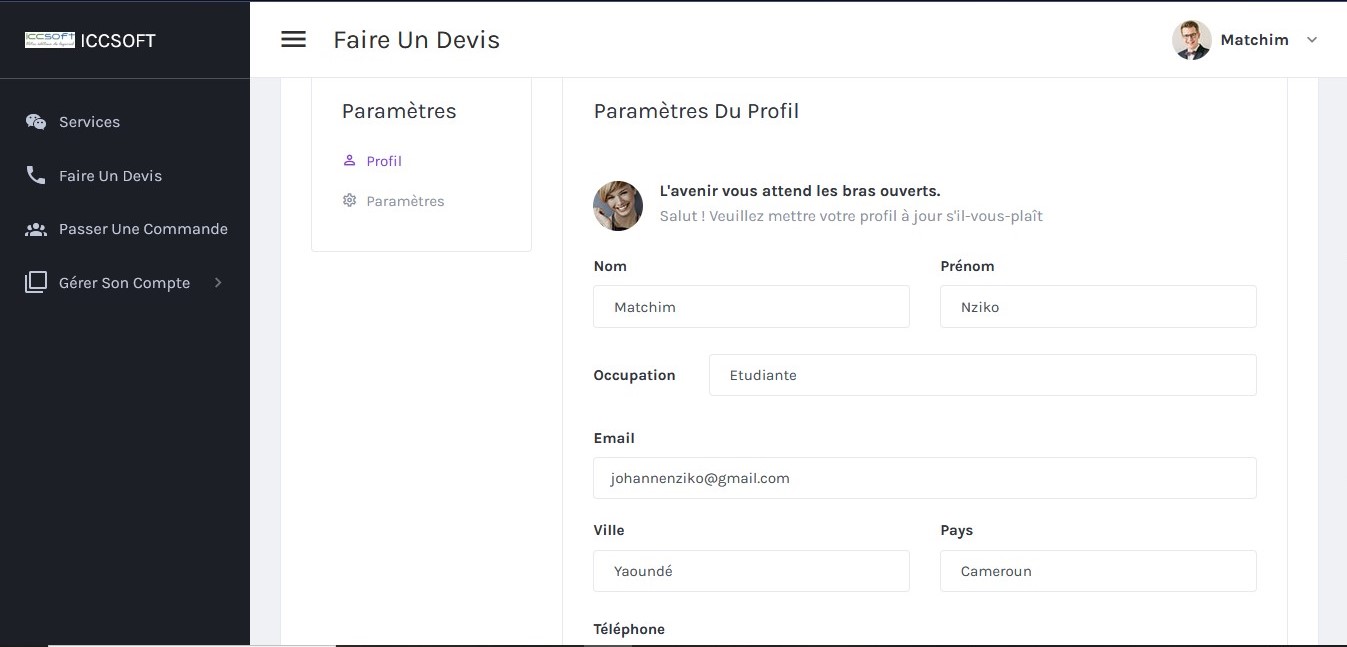 ICCSOFT ICCSOFT
Faire Un Devis
Matchim
Services
Faire Un Devis
Passer Une Commande
Gérer Son Compte
Paramètres
Profil
Paramètres
Paramètres Du Profil
L'avenir vous attend les bras ouverts.
Salut ! Veuillez mettre votre profil à jour s'il-vous-plaît
Nom
Prénom
Matchim
Nziko
Occupation
Etudiante
Email
johannenziko@gmail.com
Ville
Pays
Yaoundé
Cameroun
Téléphone